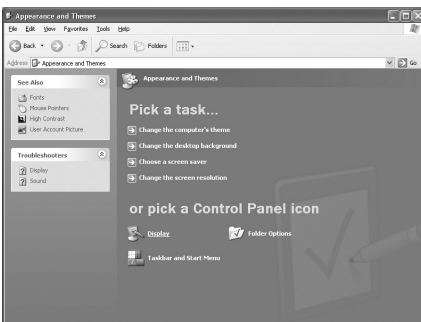 Appearance and Themes
File Edit View Favorites Tools Help
Back Search Folders
Address Appearance and Themes Go
See Also
Fonts
Mouse Pointers
High Contrast
User Account Picture
Troubleshooters
Display
Sound
Appearance and Themes
Pick a task...
Change the computer's theme
Change the desktop background
Choose a screen saver
Change the screen resolution
or pick a Control Panel icon
Display Folder Options
Taskbar and Start Menu